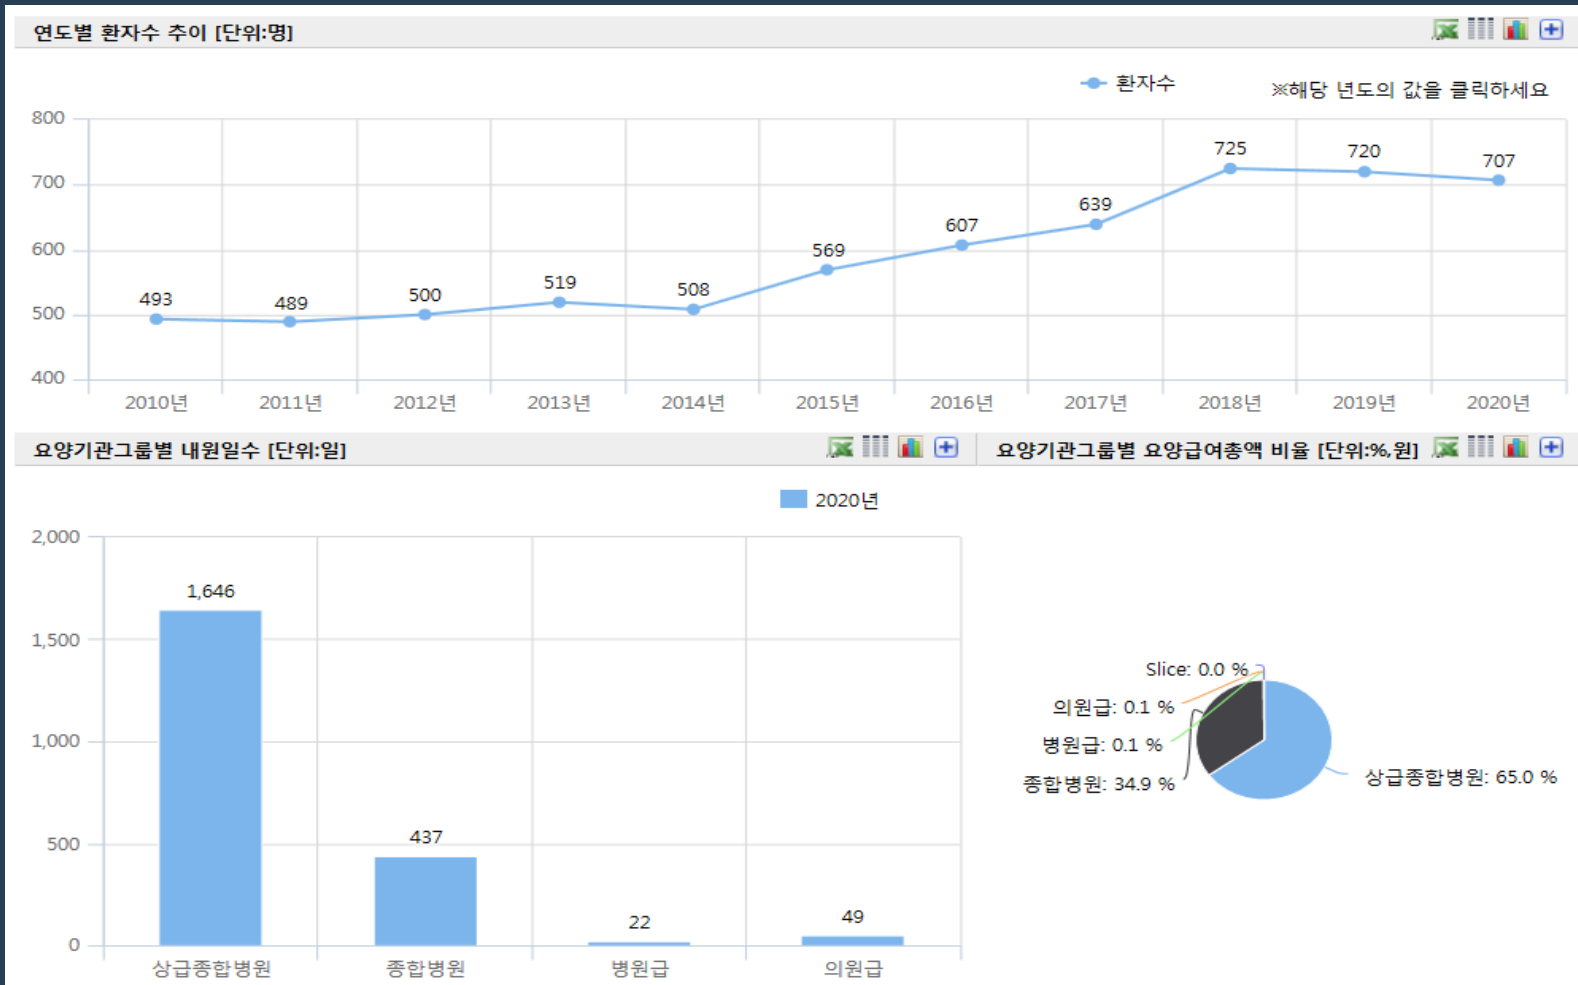 연도별 환자수 추이 [단위:명]
환자수
※해당 년도의 값을 클릭하세요
800
700
600
500
400
493
489
500
519
508
569
607
639
725
720
707
2010년 2011년 2012년 2013년 2014년 2015년 2016년 2017년 2018년 2019년 2020년
요양기관그룹별 내원일수 [단위:일]
2020년
2,000
1,500
1,000
500
0
1,646
437
22
49
상급종합병원 종합병원 병원급 의원급
요양기관그룹별 요양급여총액 비율 [단위:%,원]
Slice: 0.0 %
의원급: 0.1 %
병원급: 0.1 %
종합병원: 34.9 %
상급종합병원: 65.0 %